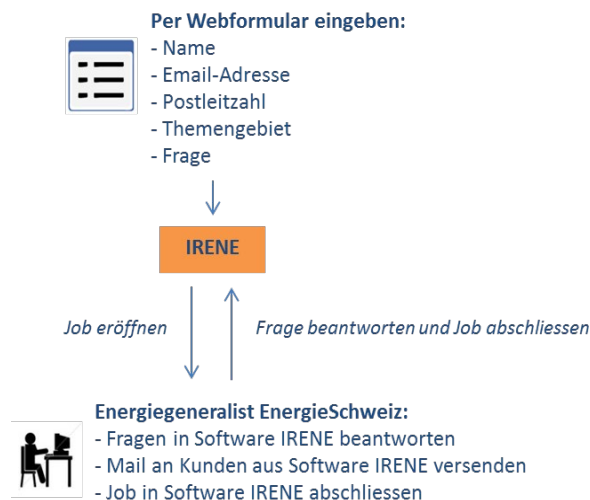 Per Webformular eingeben:
- Name
- Email-Adresse
- Postleitzahl
- Themengebiet
- Frage
IRENE
Job eröffnen
Frage beantworten und Job abschliessen
Energiegeneralist EnergieSchweiz:
- Fragen in Software IRENE beantworten
- Mail an Kunden aus Software IRENE versenden
- Job in Software IRENE abschliessen